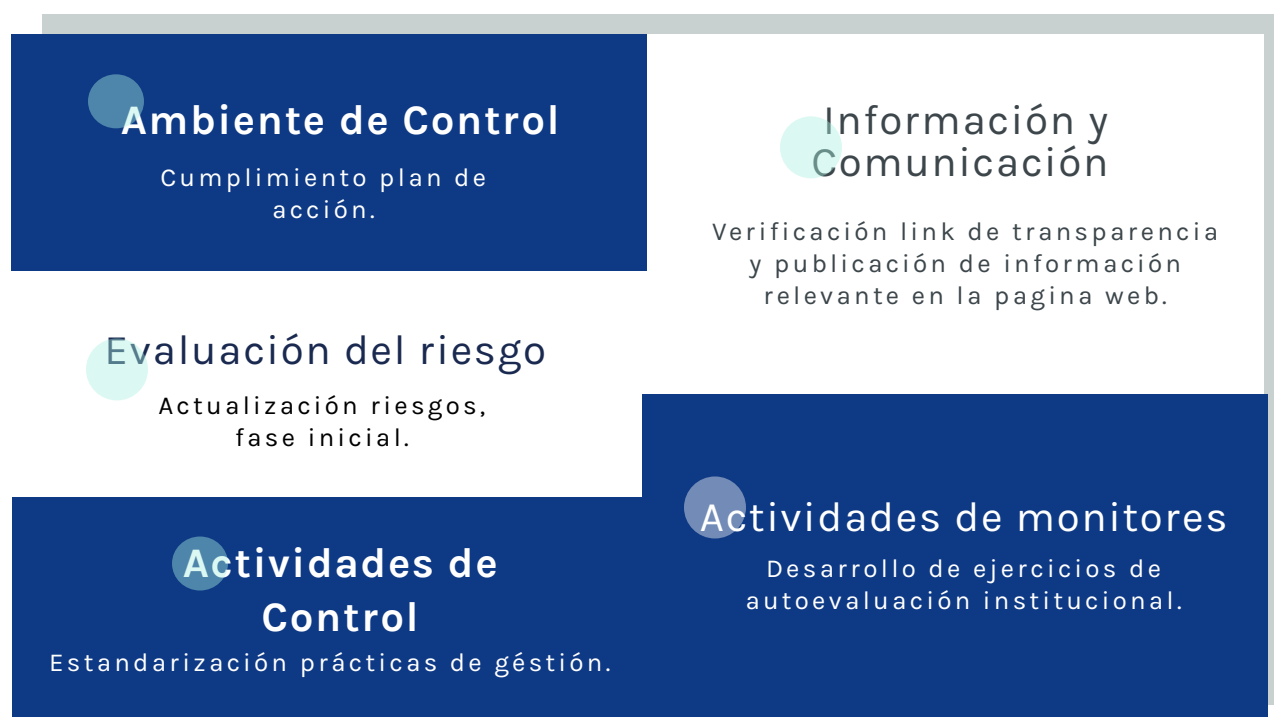 Ambiente de Control
Cumplimiento plan de
acción.
Evaluación del riesgo
Actualización riesgos,
fase inicial.
Actividades de
Control
Estandarización prácticas de géstión.
Información y
Comunicación
Verificación link de transparencia
y publicación de información
relevante en la pagina web.
Actividades de monitores
Desarrollo de ejercicios de
autoevaluación institucional.